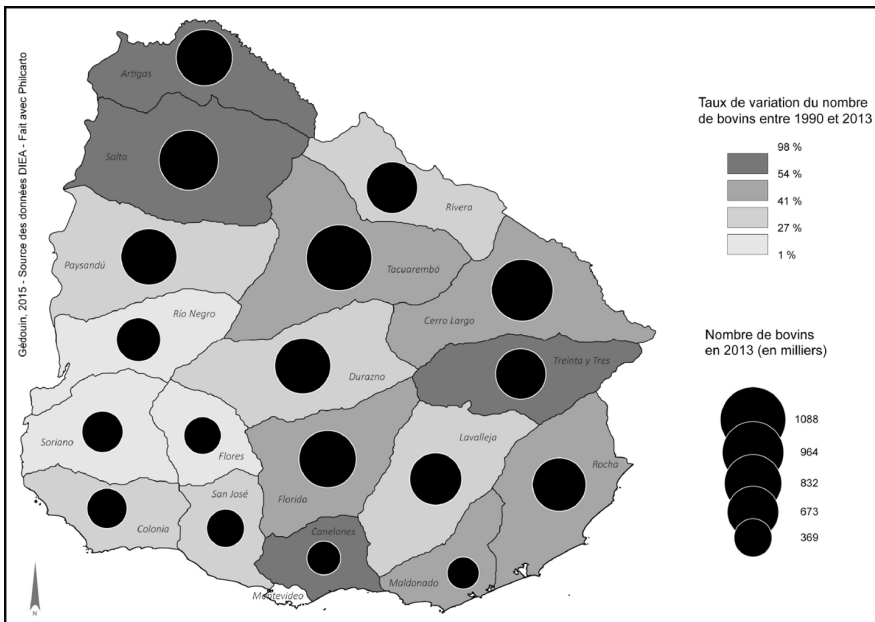 Gédouin, 2015 - Source des données DIEA - Fait avec Philcarto
Artigas
Salto
Rivera
Paysandú
Tacuarembó
Río Negro
Cerro Largo
Durazno
Treinta y Tres
Soriano
Flores
Lavalleja
Rocha
San José
Florida
Colonia
Canelones
Maldonado
Montevideo
N
Taux de variation du nombre
de bovins entre 1990 et 2013
98 %
54 %
41 %
27 %
1 %
Nombre de bovins
en 2013 (en milliers)
1088
964
832
673
369